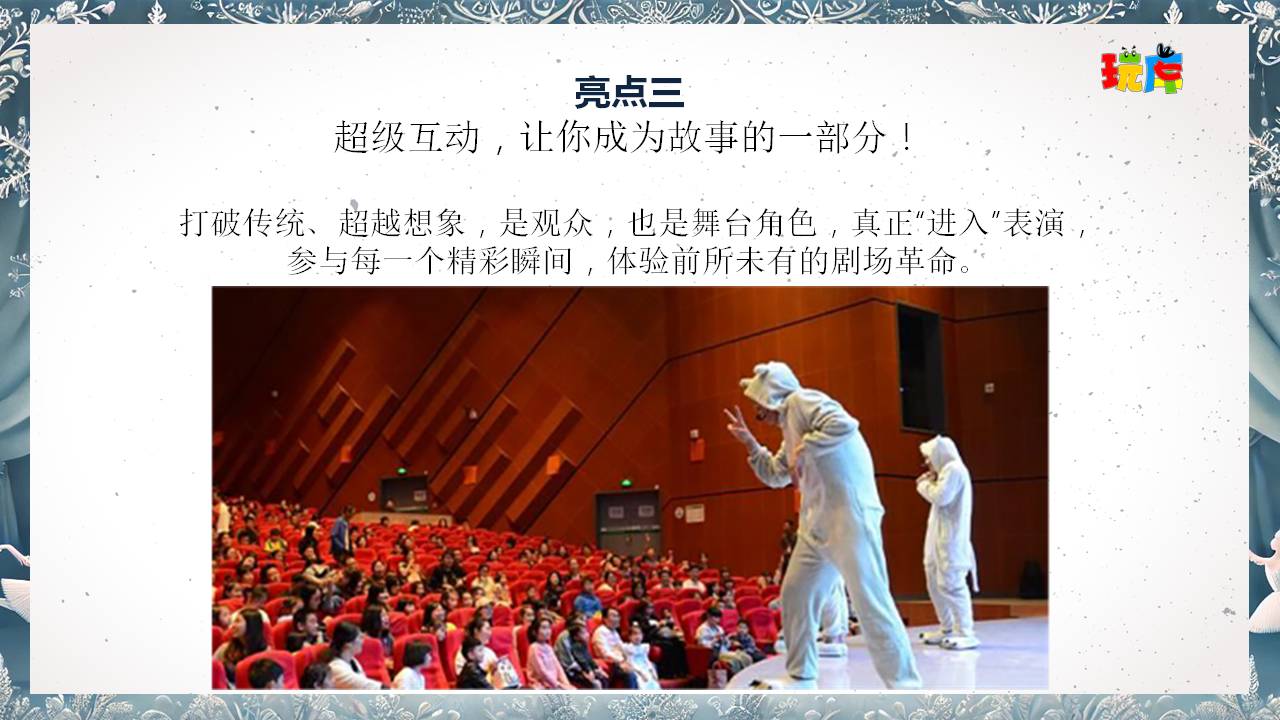 玩库
亮点三
超级互动，让你成为故事的一部分！
打破传统、超越想象，是观众，也是舞台角色，真正“进入”表演，
参与每一个精彩瞬间，体验前所未有的剧场革命。